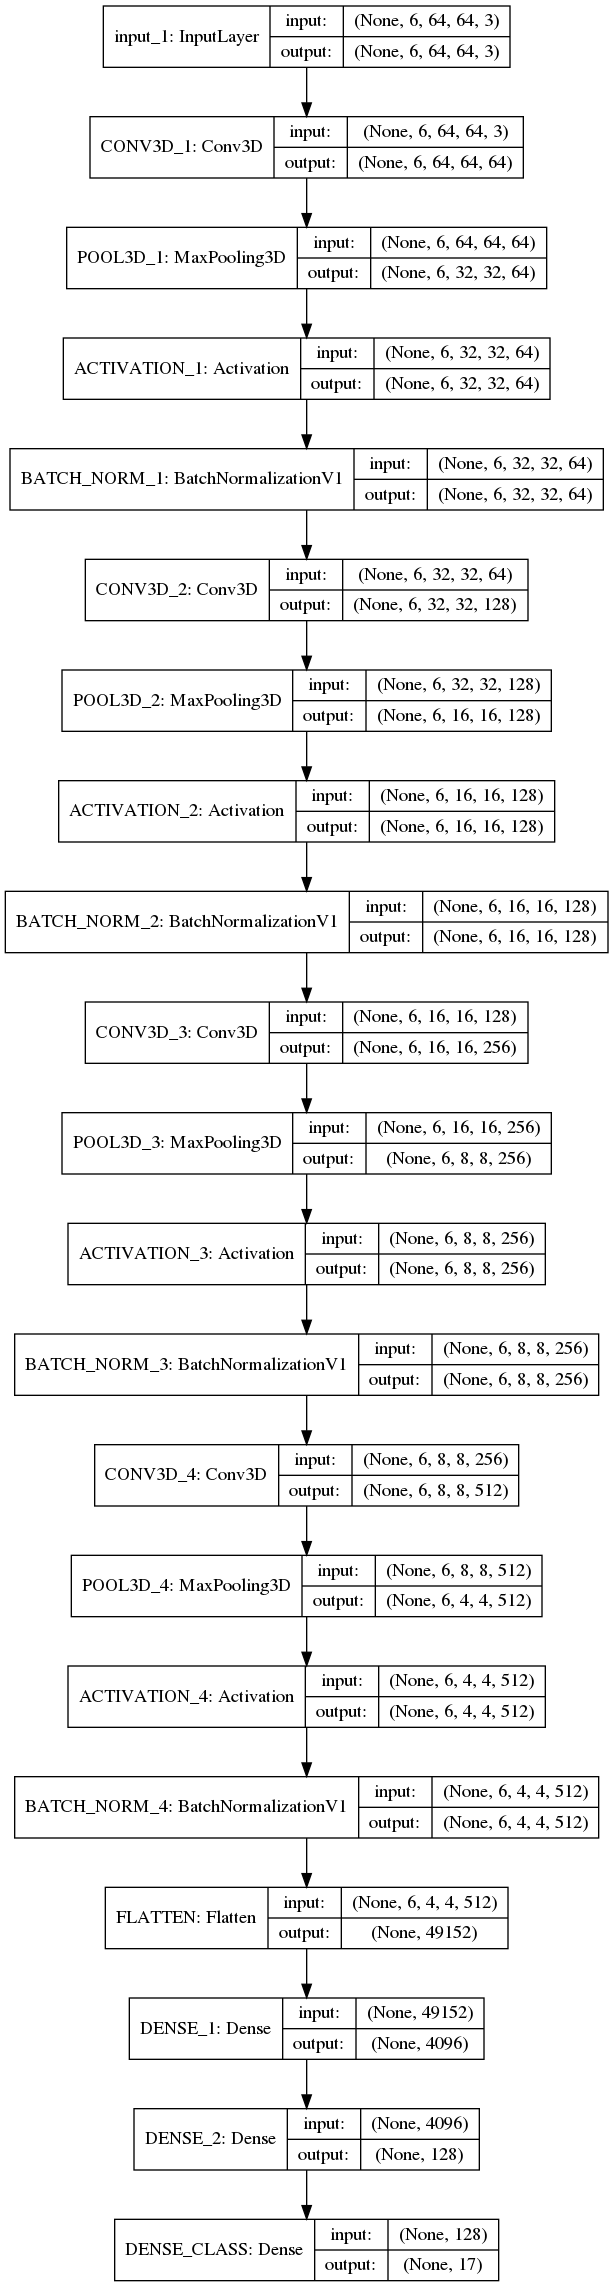 input_1: InputLayer
input: (None, 6, 64, 64, 3)
output: (None, 6, 64, 64, 3)
CONV3D_1: Conv3D
input: (None, 6, 64, 64, 3)
output: (None, 6, 64, 64, 64)
POOL3D_1: MaxPooling3D
input: (None, 6, 64, 64, 64)
output: (None, 6, 32, 32, 64)
ACTIVATION_1: Activation
input: (None, 6, 32, 32, 64)
output: (None, 6, 32, 32, 64)
BATCH_NORM_1: BatchNormalizationV1
input: (None, 6, 32, 32, 64)
output: (None, 6, 32, 32, 64)
CONV3D_2: Conv3D
input: (None, 6, 32, 32, 64)
output: (None, 6, 32, 32, 128)
POOL3D_2: MaxPooling3D
input: (None, 6, 32, 32, 128)
output: (None, 6, 16, 16, 128)
ACTIVATION_2: Activation
input: (None, 6, 16, 16, 128)
output: (None, 6, 16, 16, 128)
BATCH_NORM_2: BatchNormalizationV1
input: (None, 6, 16, 16, 128)
output: (None, 6, 16, 16, 128)
CONV3D_3: Conv3D
input: (None, 6, 16, 16, 128)
output: (None, 6, 16, 16, 256)
POOL3D_3: MaxPooling3D
input: (None, 6, 16, 16, 256)
output: (None, 6, 8, 8, 256)
ACTIVATION_3: Activation
input: (None, 6, 8, 8, 256)
output: (None, 6, 8, 8, 256)
BATCH_NORM_3: BatchNormalizationV1
input: (None, 6, 8, 8, 256)
output: (None, 6, 8, 8, 256)
CONV3D_4: Conv3D
input: (None, 6, 8, 8, 256)
output: (None, 6, 8, 8, 512)
POOL3D_4: MaxPooling3D
input: (None, 6, 8, 8, 512)
output: (None, 6, 4, 4, 512)
ACTIVATION_4: Activation
input: (None, 6, 4, 4, 512)
output: (None, 6, 4, 4, 512)
BATCH_NORM_4: BatchNormalizationV1
input: (None, 6, 4, 4, 512)
output: (None, 6, 4, 4, 512)
FLATTEN: Flatten
input: (None, 6, 4, 4, 512)
output: (None, 49152)
DENSE_1: Dense
input: (None, 49152)
output: (None, 4096)
DENSE_2: Dense
input: (None, 4096)
output: (None, 128)
DENSE_CLASS: Dense
input: (None, 128)
output: (None, 17)